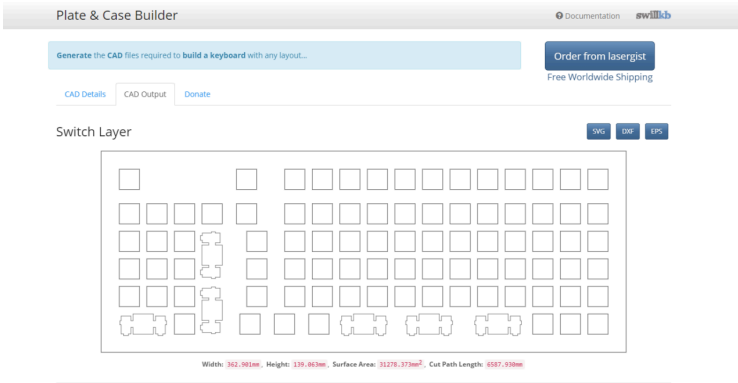 Plate & Case Builder
Documentation
swillkb
Generate the CAD files required to build a keyboard with any layout...
Order from lasergist
Free Worldwide Shipping
CAD Details
CAD Output
Donate
Switch Layer
SVG
DXF
EPS
Width: 362.901mm, Height: 139.063mm, Surface Area: 31278.373mm², Cut Path Length: 6587.930mm